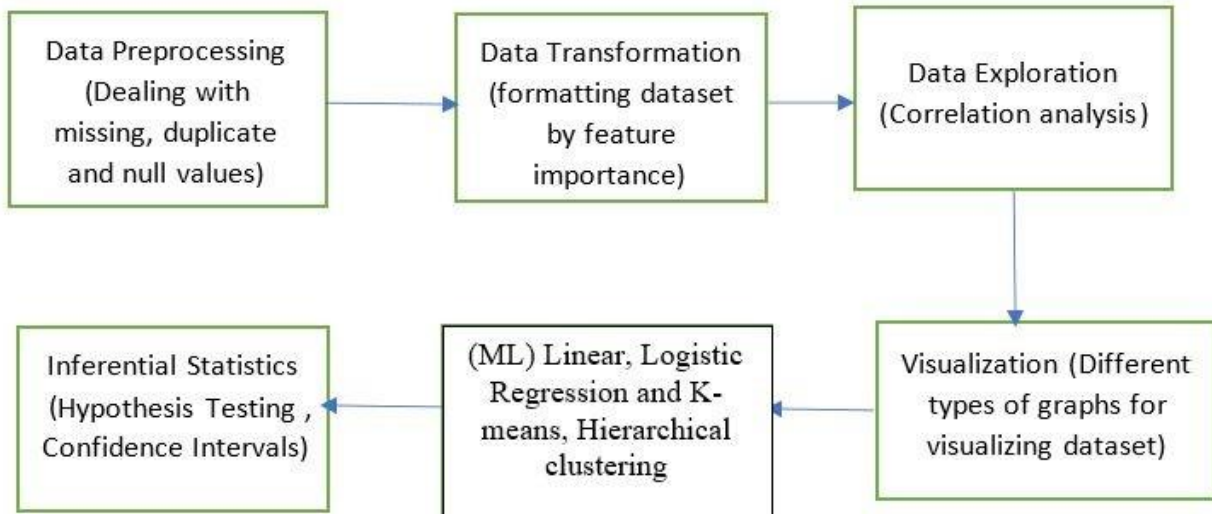 Data Preprocessing
(Dealing with
missing, duplicate
and null values)
Data Transformation
(formatting dataset
by feature
importance)
Data Exploration
(Correlation analysis)
Visualization (Different
types of graphs for
visualizing dataset)
(ML) Linear, Logistic
Regression and K-
means, Hierarchical
clustering
Inferential Statistics
(Hypothesis Testing ,
Confidence Intervals)